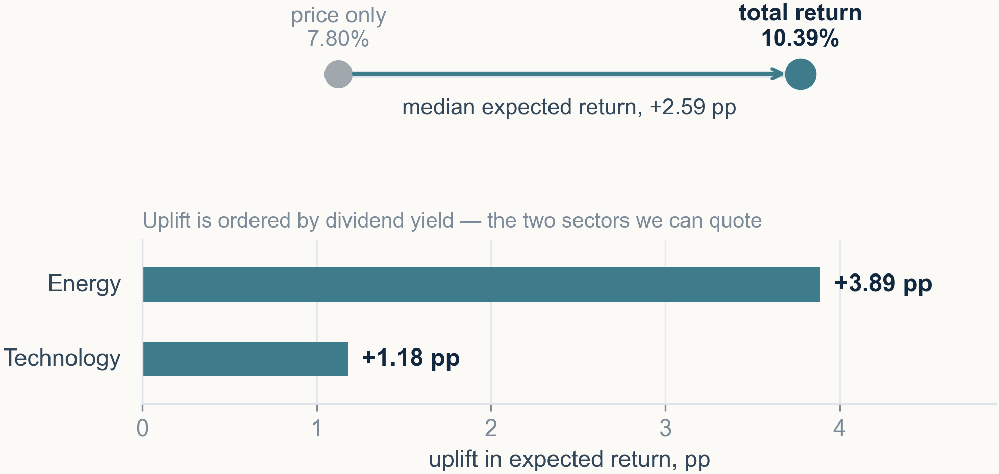 price only
7.80%
total return
10.39%
median expected return, +2.59 pp
Uplift is ordered by dividend yield — the two sectors we can quote
Energy
+3.89 pp
Technology
+1.18 pp
0 1 2 3 4
uplift in expected return, pp